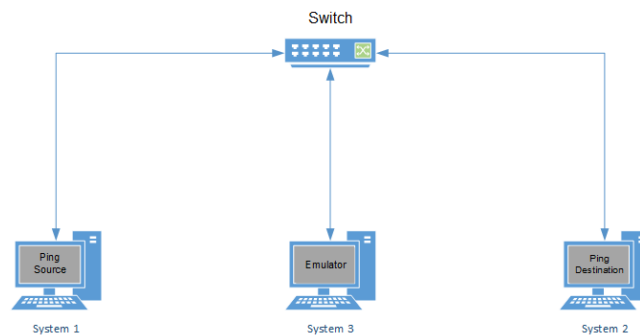 Switch
Ping
Source
Emulator
Ping
Destination
System 1
System 3
System 2